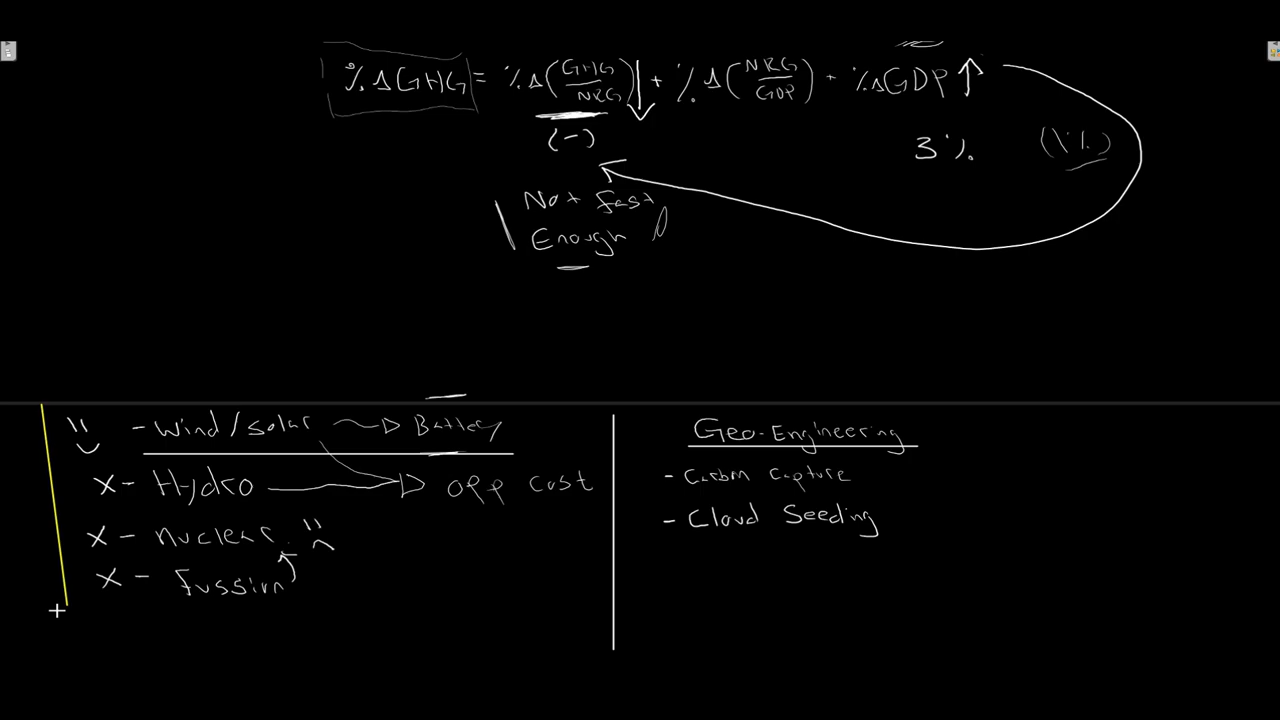 %ΔGHG = %Δ(GHG/NRG)↓ + %Δ(NRG/GDP) + %ΔGDP↑
(-)
3% (1%)
Not fast
Enough
- Wind/Solar → Battery
x - Hydro → opp cost
x - nuclear
x - Fussion
Geo-Engineering
- Carbon Capture
- Cloud Seeding